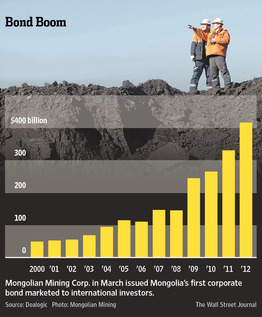 Bond Boom
$400 billion
300
200
100
0
2000 '01 '02 '03 '04 '05 '06 '07 '08 '09 '10 '11 '12
Mongolian Mining Corp. in March issued Mongolia's first corporate
bond marketed to international investors.
Source: Dealogic Photo: Mongolian Mining The Wall Street Journal